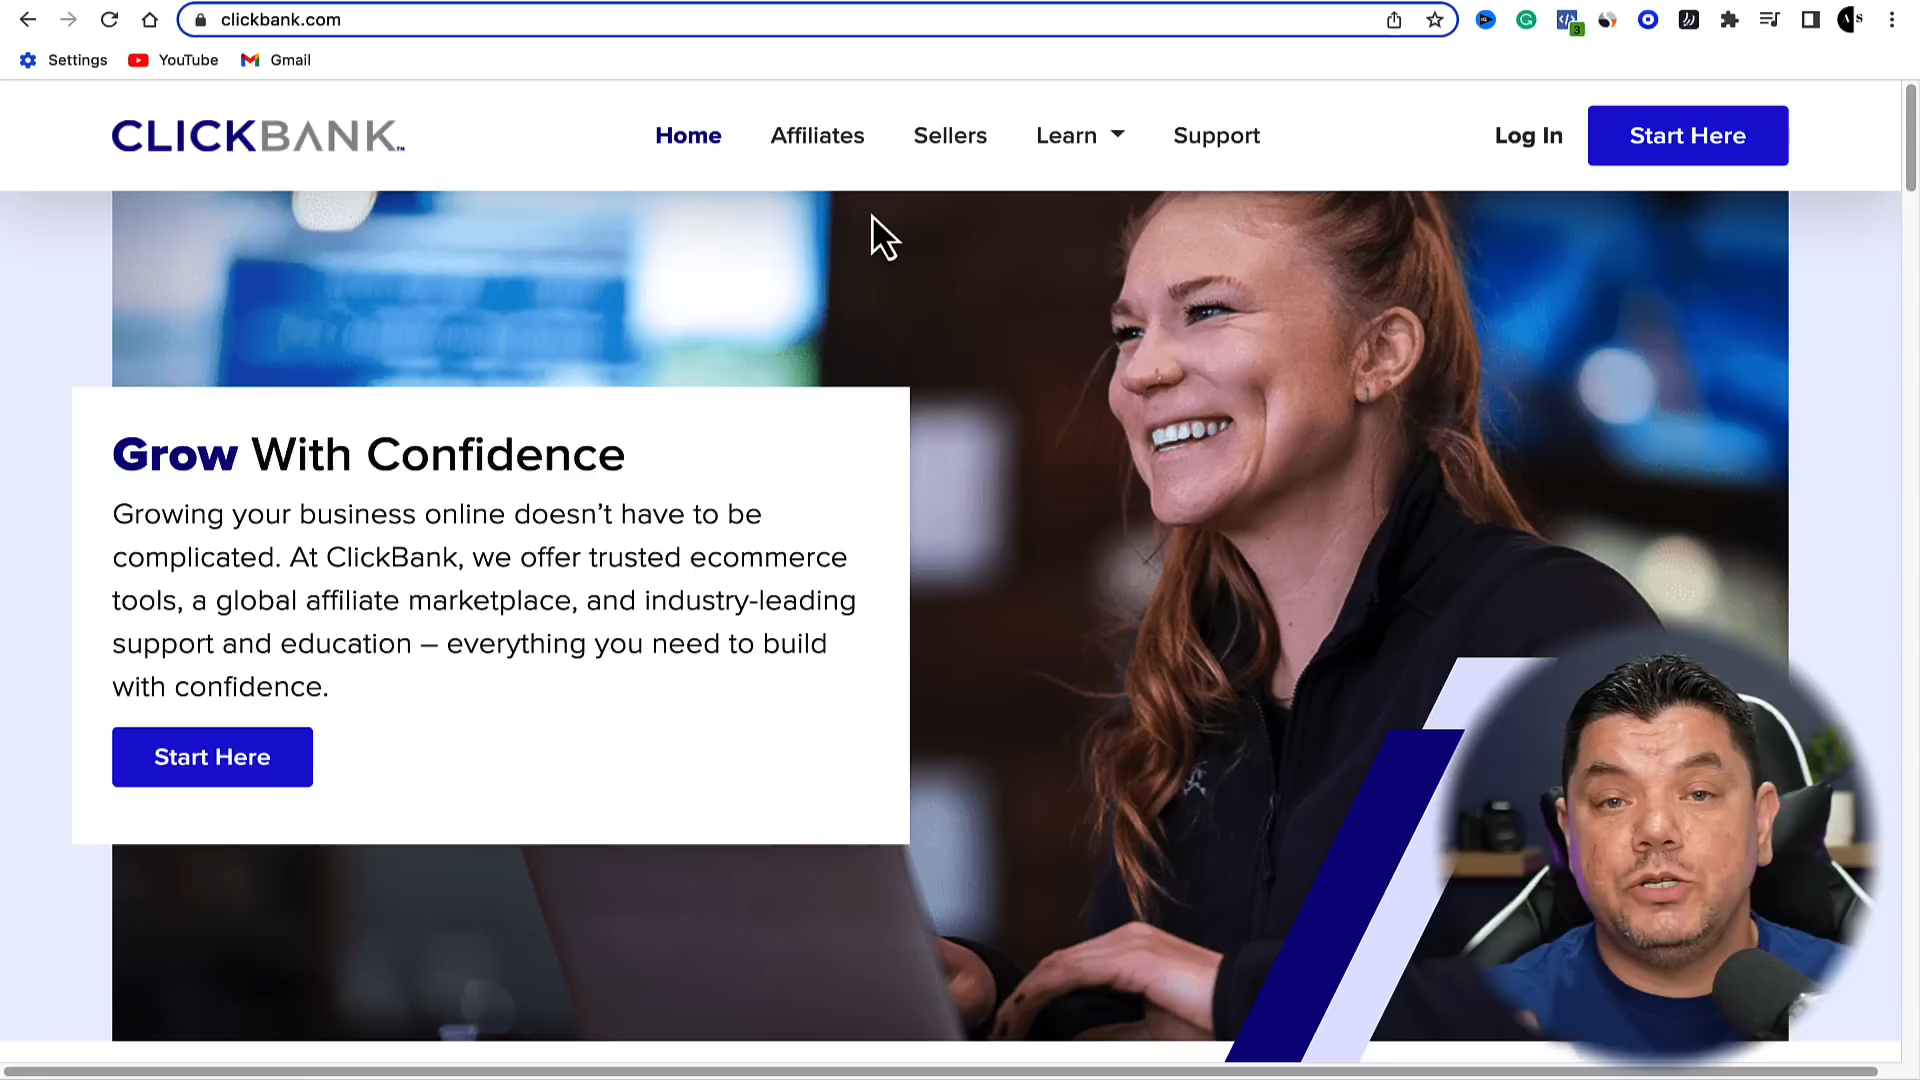 clickbank.com
3
A S
Settings YouTube Gmail
CLICKBANK™
Home Affiliates Sellers Learn Support Log In Start Here
Grow With Confidence
Growing your business online doesn’t have to be
complicated. At ClickBank, we offer trusted ecommerce
tools, a global affiliate marketplace, and industry-leading
support and education – everything you need to build
with confidence.
Start Here